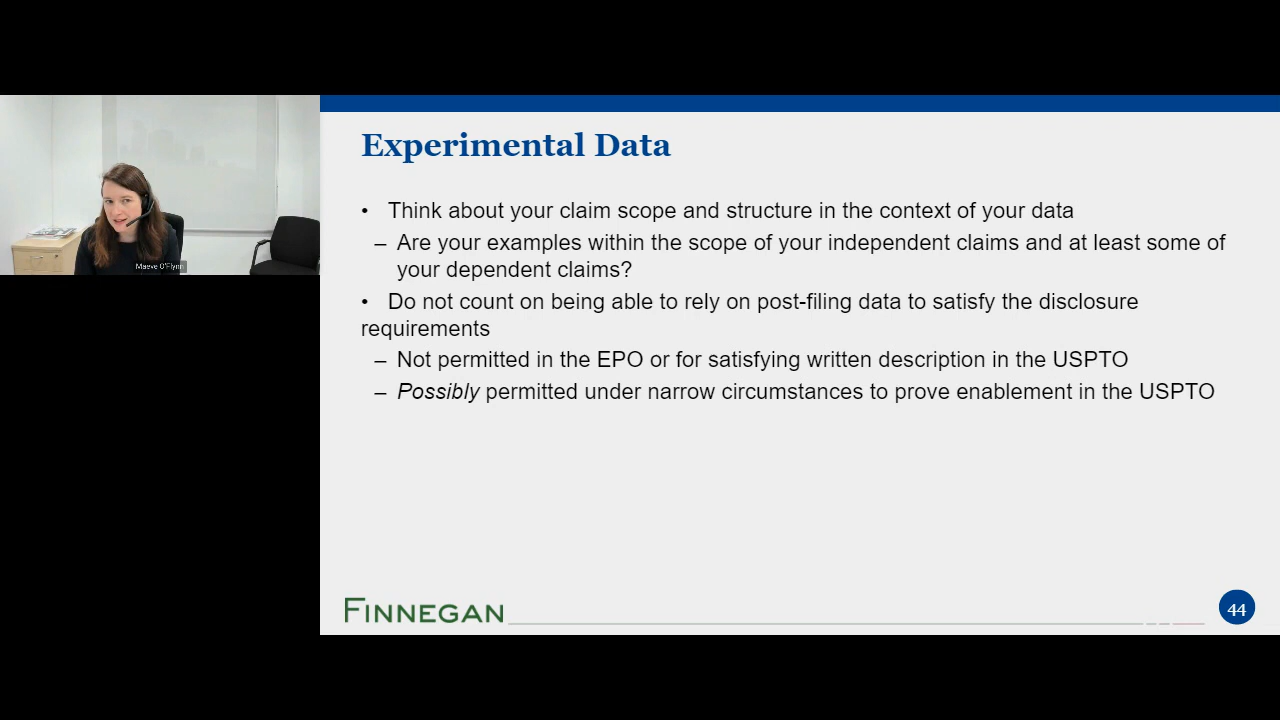 Experimental Data
• Think about your claim scope and structure in the context of your data
– Are your examples within the scope of your independent claims and at least some of
your dependent claims?
• Do not count on being able to rely on post-filing data to satisfy the disclosure
requirements
– Not permitted in the EPO or for satisfying written description in the USPTO
– Possibly permitted under narrow circumstances to prove enablement in the USPTO
Maeve O'Flynn
FINNEGAN
44